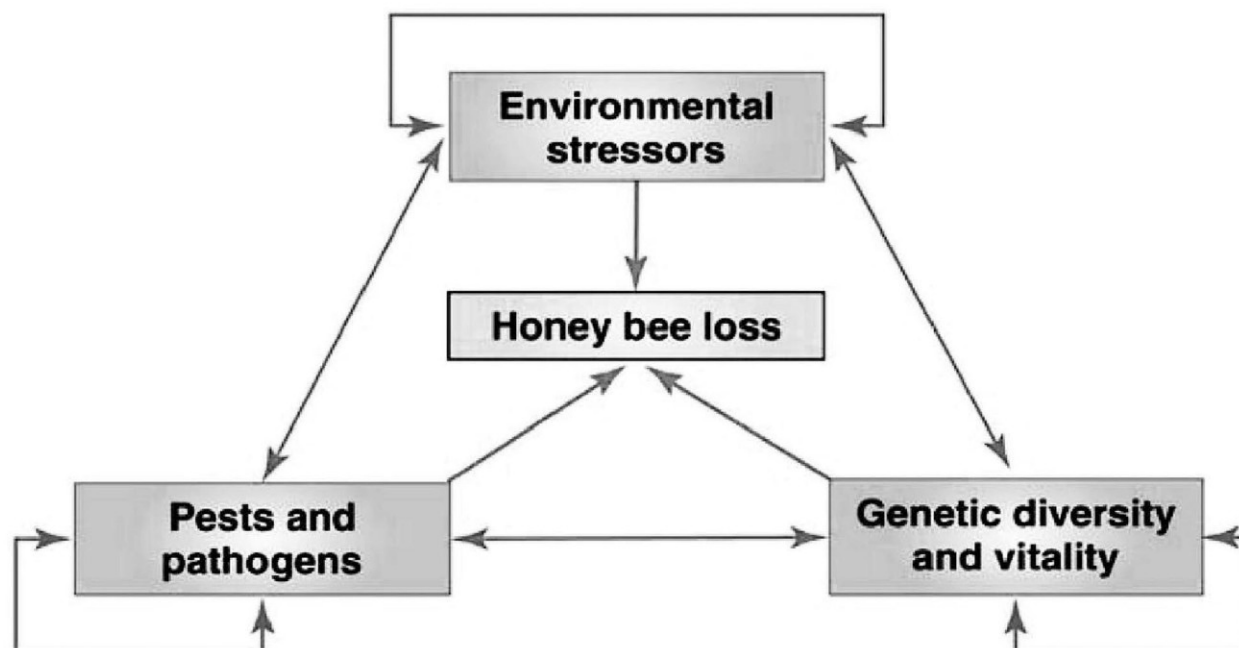 Environmental
stressors
Honey bee loss
Pests and
pathogens
Genetic diversity
and vitality